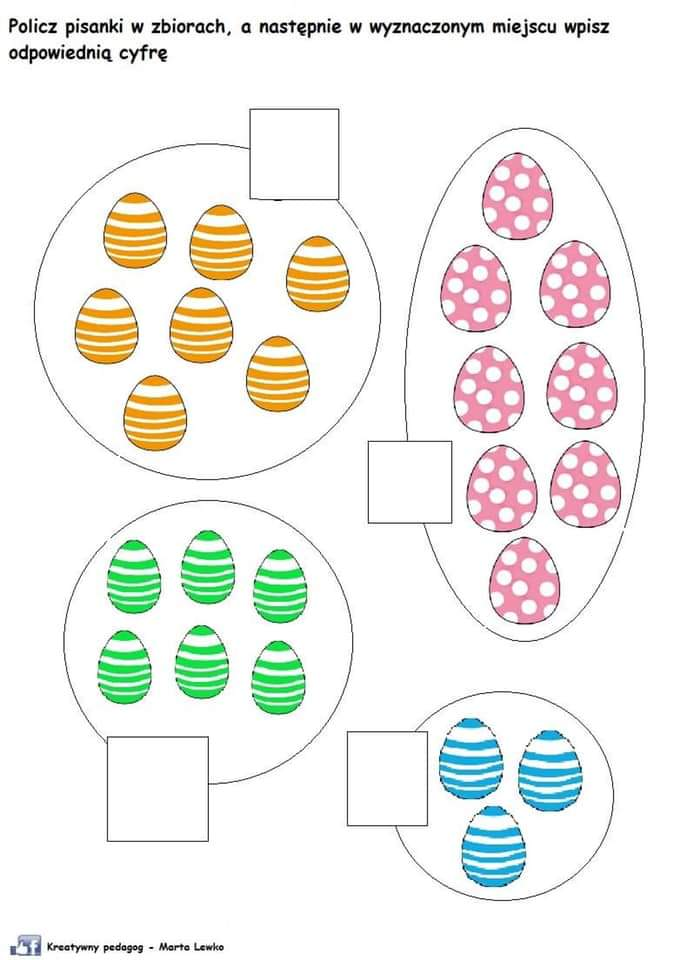 Policz pisanki w zbiorach, a następnie w wyznaczonym miejscu wpisz
odpowiednią cyfrę
f
Kreatywny pedagog - Marta Lewko